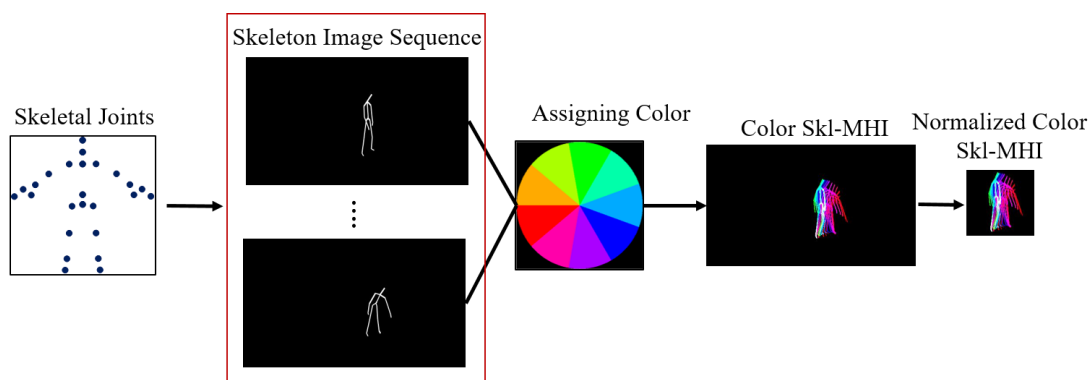 Skeletal Joints
Skeleton Image Sequence
Assigning Color
Color Skl-MHI
Normalized Color
Skl-MHI